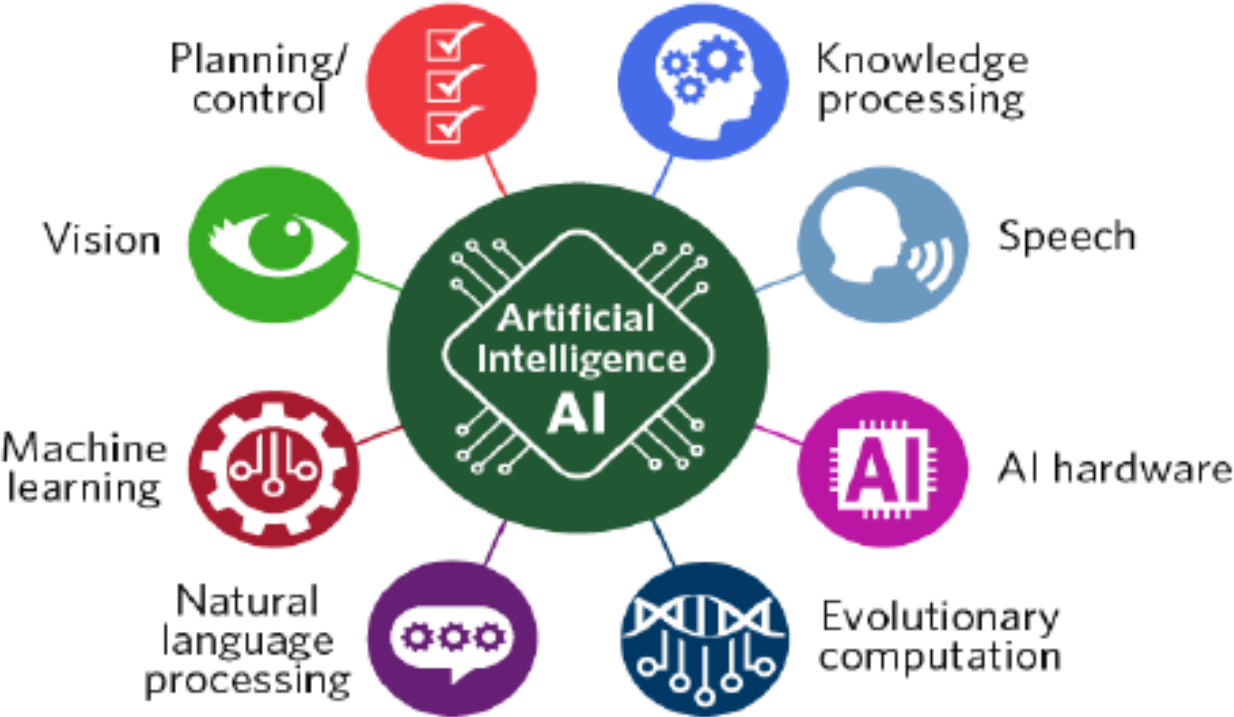 Planning/
control
Knowledge
processing
Vision
Speech
Artificial
Intelligence
AI
Machine
learning
AI
AI hardware
Natural
language
processing
Evolutionary
computation